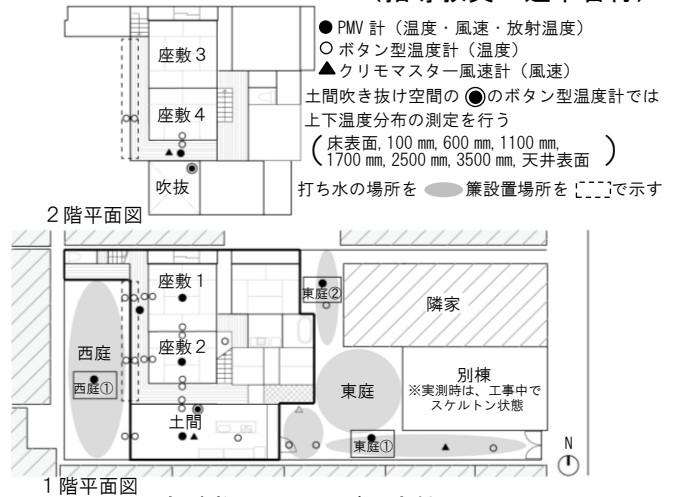 座敷3
座敷4
吹抜
2階平面図
● PMV 計（温度・風速・放射温度）
○ ボタン型温度計（温度）
▲ クリモマスター風速計（風速）
土間吹き抜け空間の◉のボタン型温度計では
上下温度分布の測定を行う
（床表面, 100 mm, 600 mm, 1100 mm,
1700 mm, 2500 mm, 3500 mm, 天井表面）
打ち水の場所を 簾設置場所を で示す
座敷1
座敷2
土間
西庭
西庭①
東庭②
東庭
東庭①
隣家
別棟
※実測時は、工事中で
スケルトン状態
N
1階平面図